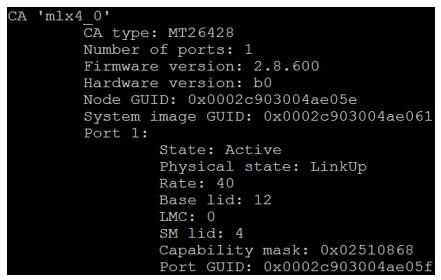 CA 'mlx4_0'
CA type: MT26428
Number of ports: 1
Firmware version: 2.8.600
Hardware version: b0
Node GUID: 0x0002c903004ae05e
System image GUID: 0x0002c903004ae061
Port 1:
State: Active
Physical state: LinkUp
Rate: 40
Base lid: 12
LMC: 0
SM lid: 4
Capability mask: 0x02510868
Port GUID: 0x0002c903004ae05f